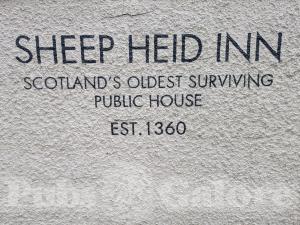 SHEEP HEID INN
SCOTLAND'S OLDEST SURVIVING
PUBLIC HOUSE
EST.1360
Pubs Galore